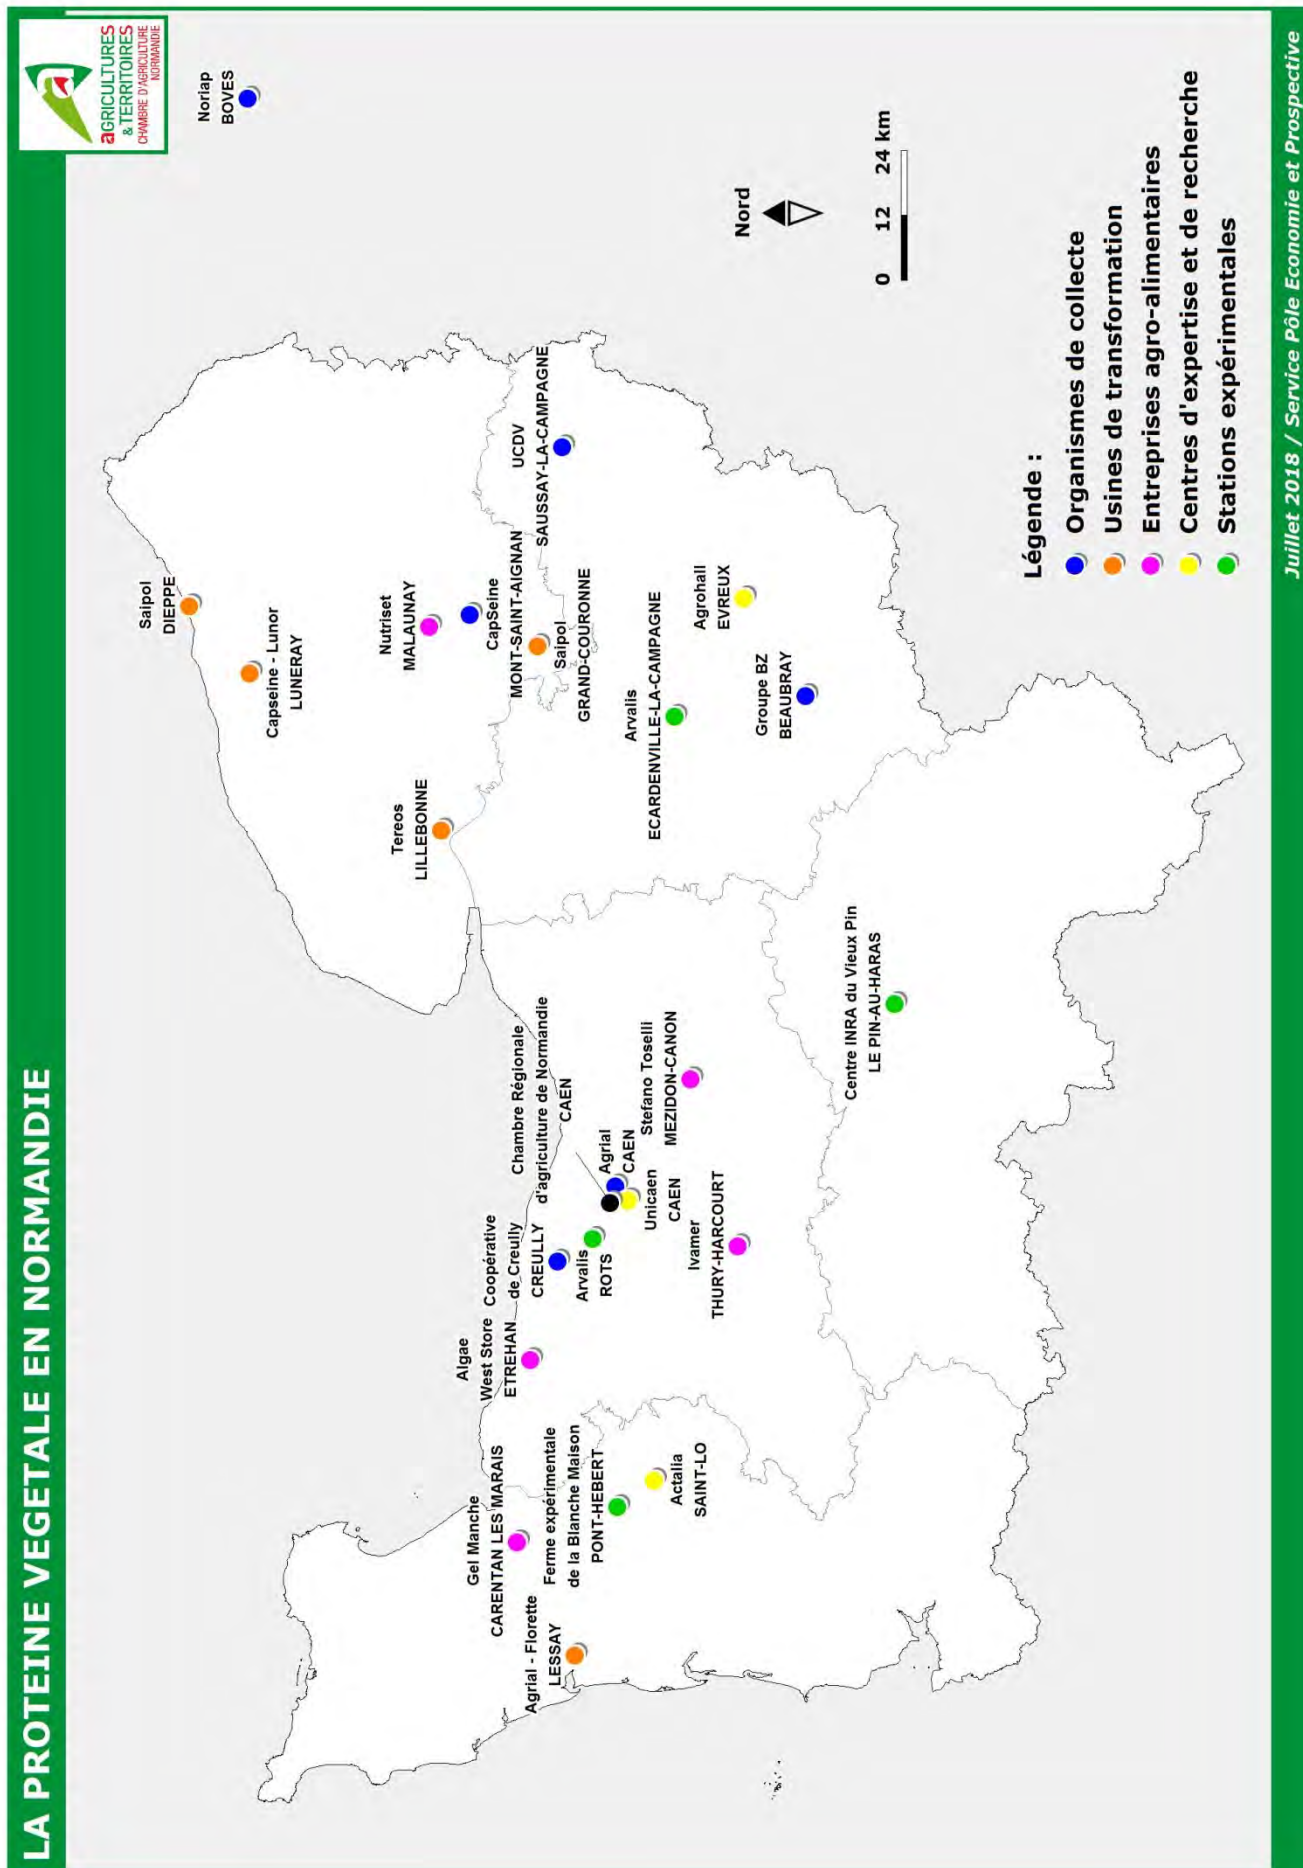 LA PROTEINE VEGETALE EN NORMANDIE
aGRICULTURES
& TERRITOIRES
CHAMBRE D'AGRICULTURE
NORMANDIE
Noriap
BOVES
Saipol
DIEPPE
Capseine - Lunor
LUNERAY
Nutriset
MALAUNAY
CapSeine
MONT-SAINT-AIGNAN
Tereos
LILLEBONNE
Saipol
GRAND-COURONNE
UCDV
SAUSSAY-LA-CAMPAGNE
Arvalis
ECARDENVILLE-LA-CAMPAGNE
Agrohall
EVREUX
Groupe BZ
BEAUBRAY
Gel Manche
CARENTAN LES MARAIS
Algae
West Store
ETREHAN
Coopérative
de Creully
CREULLY
Chambre Régionale
d'agriculture de Normandie
CAEN
Agrial - Florette
LESSAY
Ferme expérimentale
de la Blanche Maison
PONT-HEBERT
Arvalis
ROTS
Agrial
CAEN
Unicaen
CAEN
Stefano Toselli
MEZIDON-CANON
Actalia
SAINT-LO
Ivamer
THURY-HARCOURT
Centre INRA du Vieux Pin
LE PIN-AU-HARAS
Nord
0 12 24 km
Légende :
Organismes de collecte
Usines de transformation
Entreprises agro-alimentaires
Centres d'expertise et de recherche
Stations expérimentales
Juillet 2018 / Service Pôle Economie et Prospective